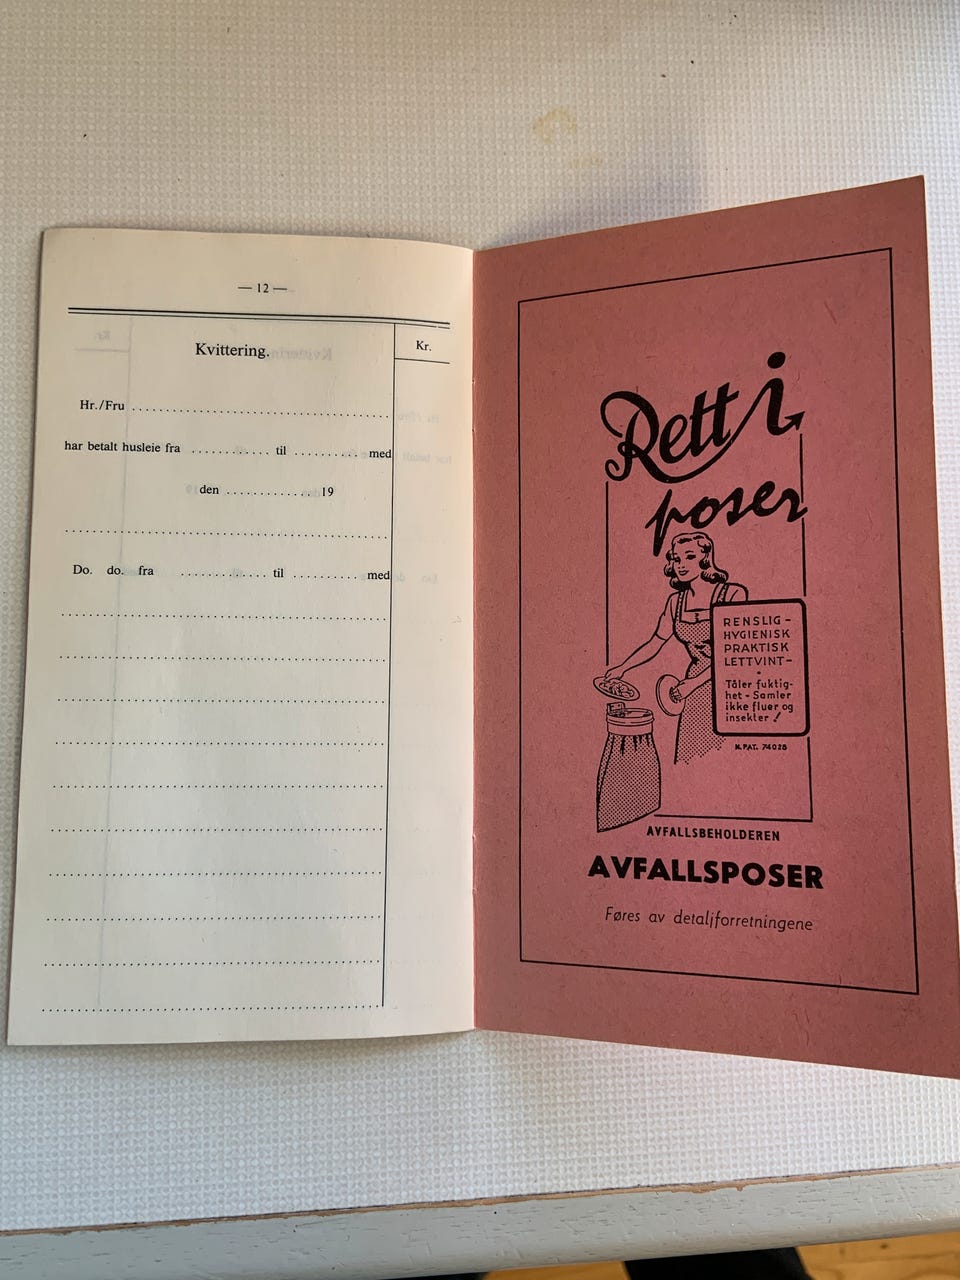 — 12 —
Kvittering.
Kr.
Hr./Fru ........................................
har betalt husleie fra ............ til ............ med
den ............ 19
........................................
Do. do. fra ............ til ............ med
Rett i
poser
RENSLIG-
HYGIENISK
PRAKTISK
LETTVINT-
Tåler fuktig-
het - Samler
ikke fluer og
insekter!
N. PAT. 74028
AVFALLSBEHOLDEREN
AVFALLSPOSER
Føres av detaljforretningene